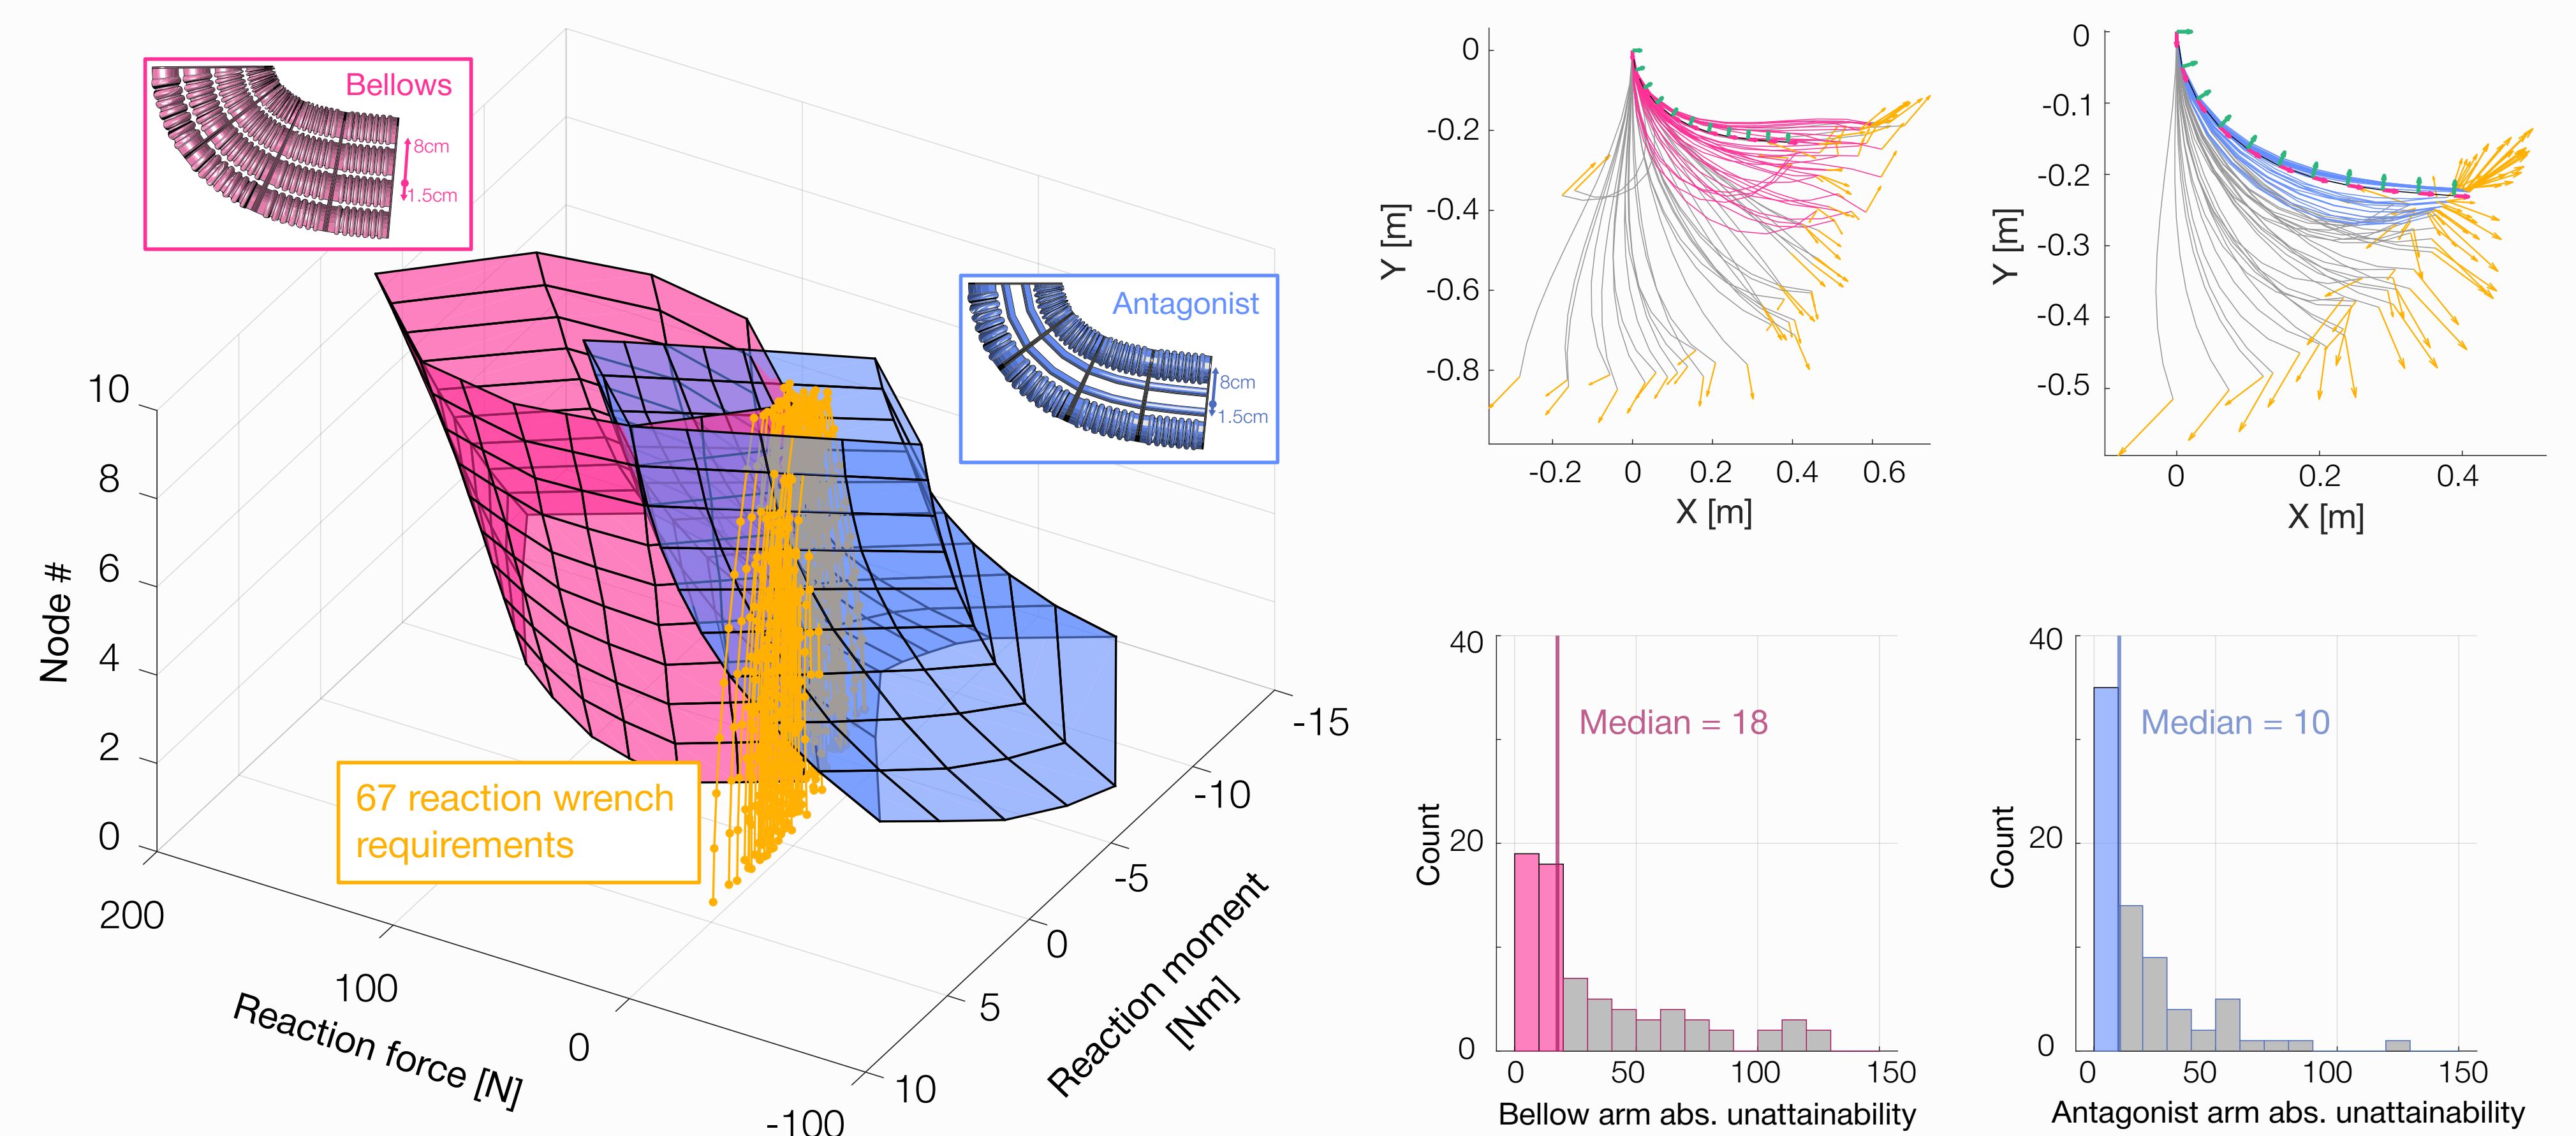 Bellows
8cm
1.5cm
Antagonist
8cm
1.5cm
10
8
6
4
2
0
Node #
67 reaction wrench
requirements
200
100
0
-100
Reaction force [N]
-15
-10
-5
0
5
10
Reaction moment
[Nm]
0
-0.2
-0.4
-0.6
-0.8
Y [m]
-0.2
0
0.2
0.4
0.6
X [m]
0
-0.1
-0.2
-0.3
-0.4
-0.5
Y [m]
0
0.2
0.4
X [m]
40
20
0
Count
Median = 18
0
50
100
150
Bellow arm abs. unattainability
40
20
0
Count
Median = 10
0
50
100
150
Antagonist arm abs. unattainability